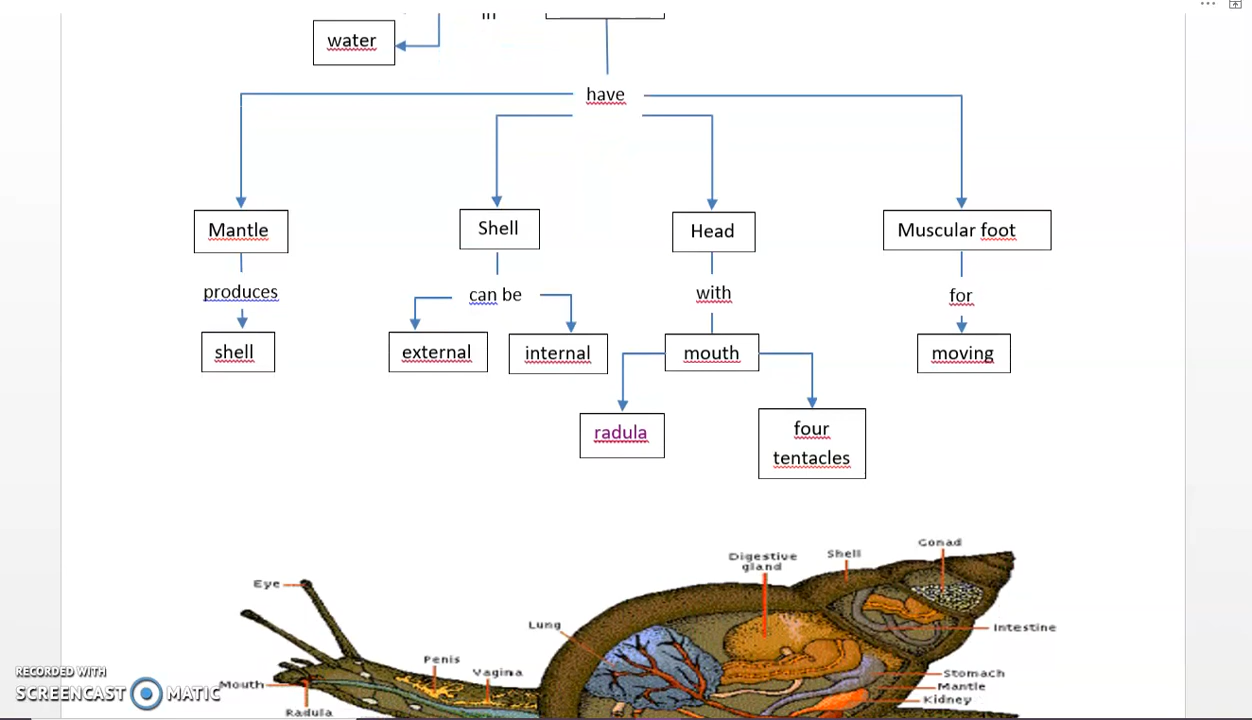 in
water
have
Mantle
Shell
Head
Muscular foot
produces
can be
with
for
shell
external
internal
mouth
moving
radula
four
tentacles
Gonad
Digestive
gland
Shell
Eye
Lung
Intestine
Penis
Vagina
Stomach
Mouth
Mantle
Kidney
Radula
RECORDED WITH
SCREENCAST MATIC